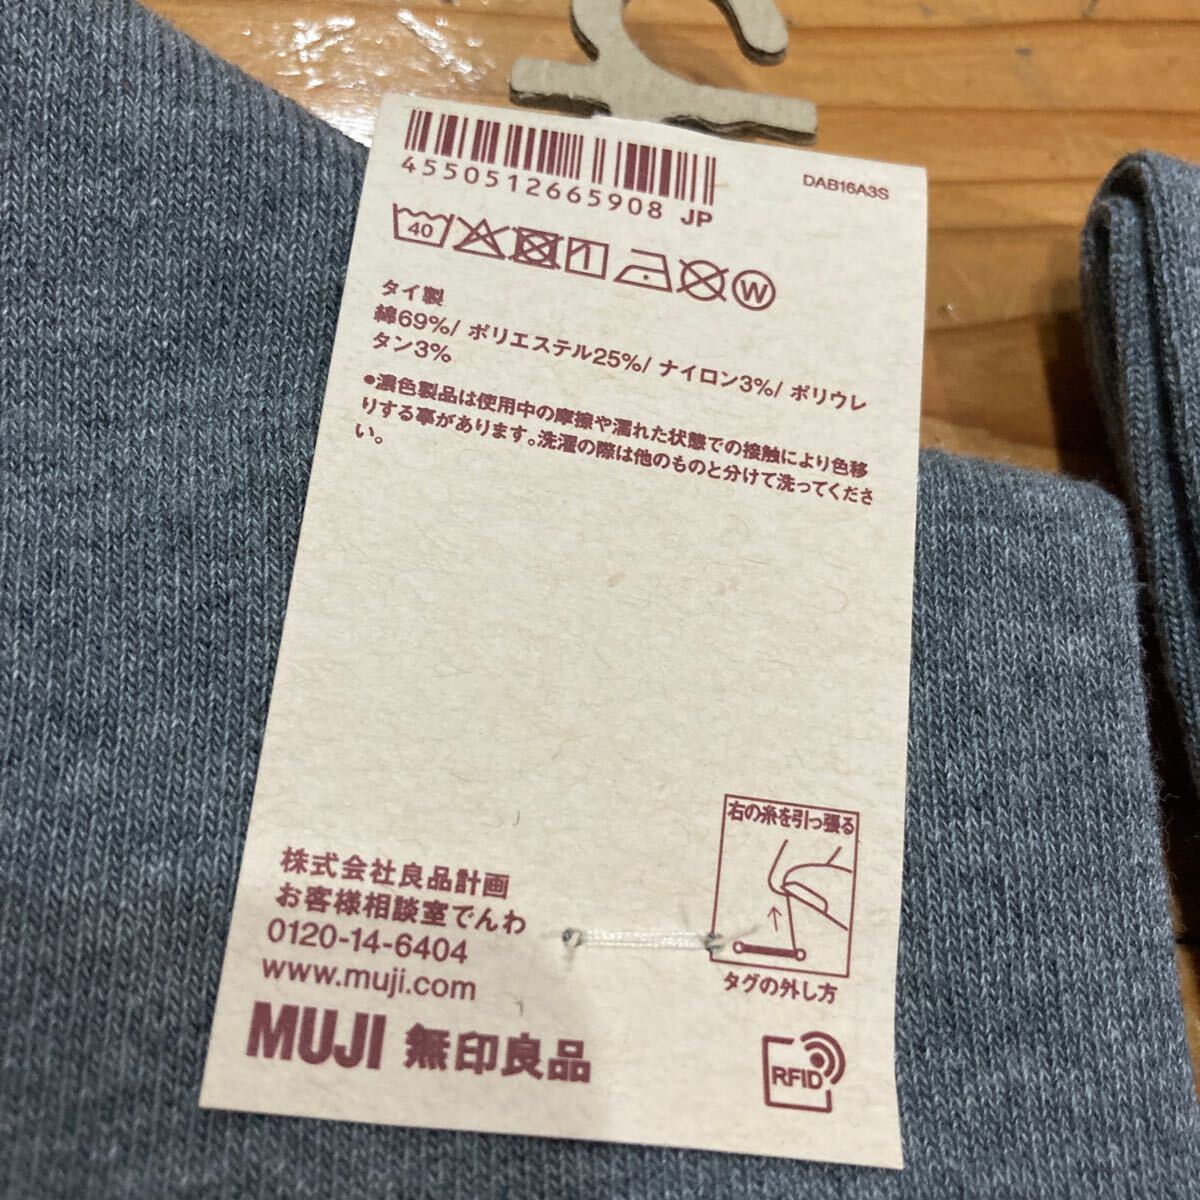 4550512665908 JP
DAB16A3S
40
W
タイ製
綿69%/ ポリエステル25%/ ナイロン3%/ ポリウレ
タン3%
●濃色製品は使用中の摩擦や濡れた状態での接触により色移
りする事があります。洗濯の際は他のものと分けて洗ってくださ
い。
右の糸を引っ張る
タグの外し方
株式会社良品計画
お客様相談室でんわ
0120-14-6404
www.muji.com
MUJI 無印良品
RFID